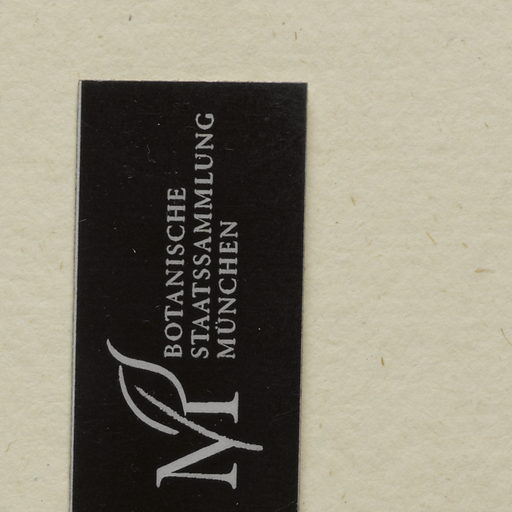 M
BOTANISCHE
STAATSSAMMLUNG
MÜNCHEN